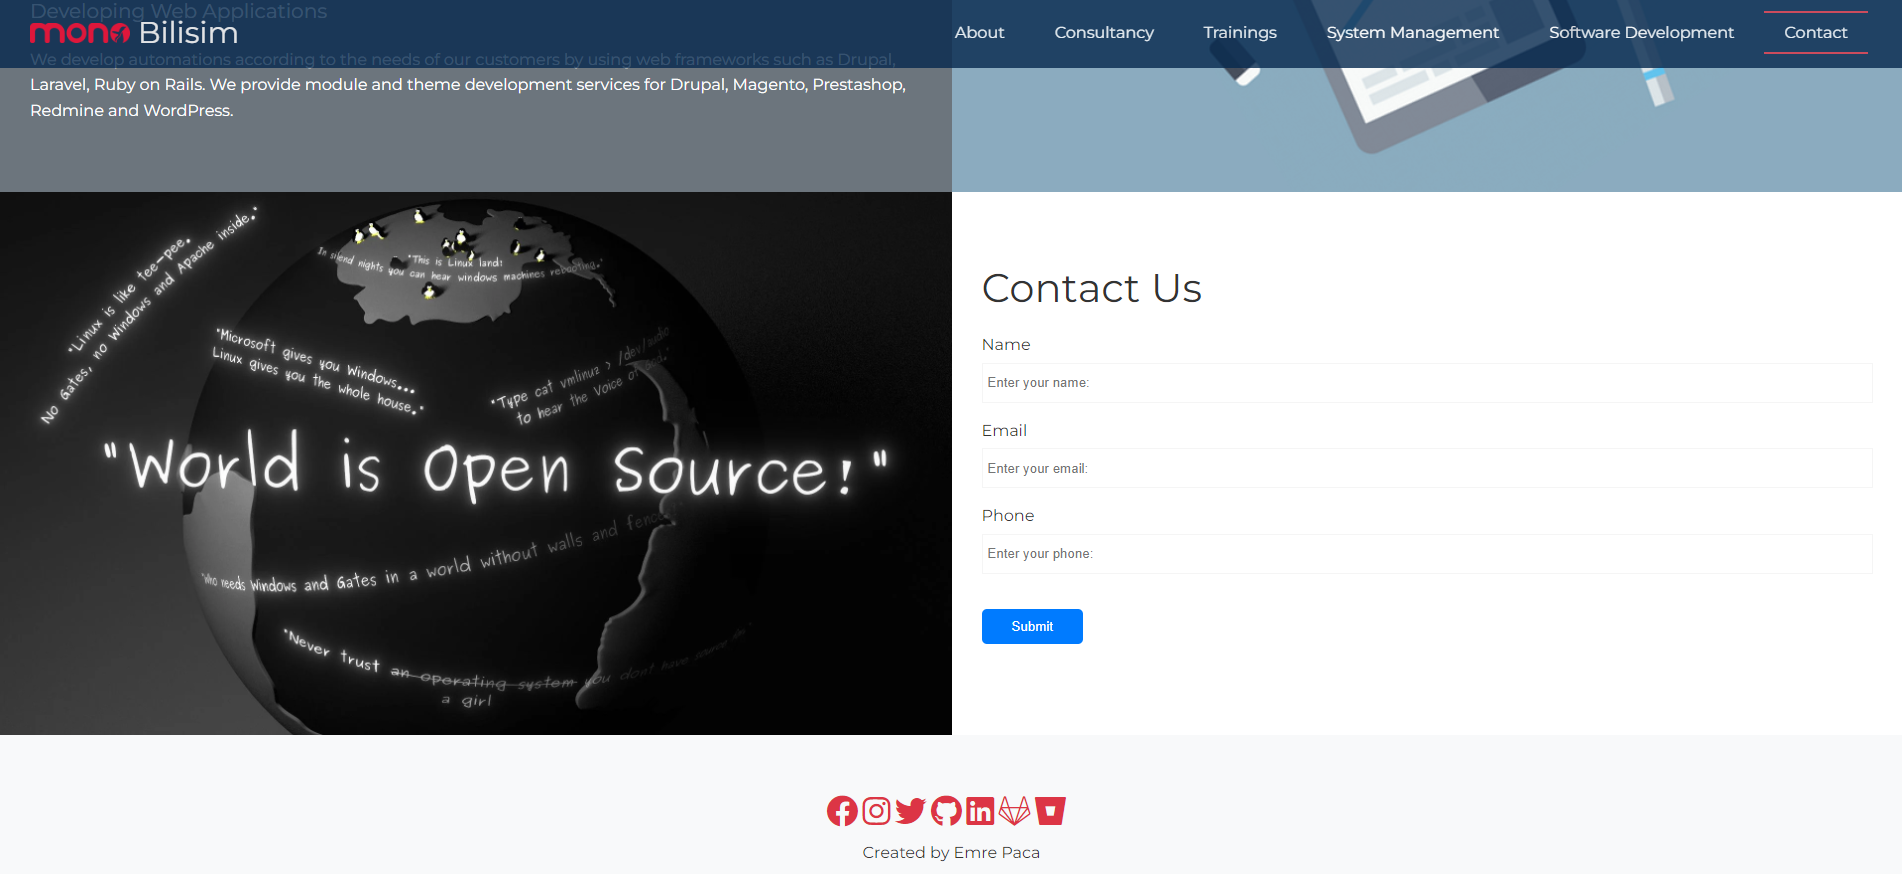 Developing Web Applications
mono Bilisim
About
Consultancy
Trainings
System Management
Software Development
Contact
We develop automations according to the needs of our customers by using web frameworks such as Drupal,
Laravel, Ruby on Rails. We provide module and theme development services for Drupal, Magento, Prestashop,
Redmine and WordPress.
"Linux is like tee-pee.
No Gates, no Windows and Apache inside."
"This is Linux land!
In silend nights you can hear windows machines rebooting."
"Microsoft gives you Windows...
Linux gives you the whole house."
"Type cat vmlinuz > /dev/audio
to hear the Voice of God."
"World is Open Source!"
"Who needs Windows and Gates in a world without walls and fences?"
"Never trust an operating system you dont have source in"
a girl
Contact Us
Name
Enter your name:
Email
Enter your email:
Phone
Enter your phone:
Submit
Created by Emre Paca